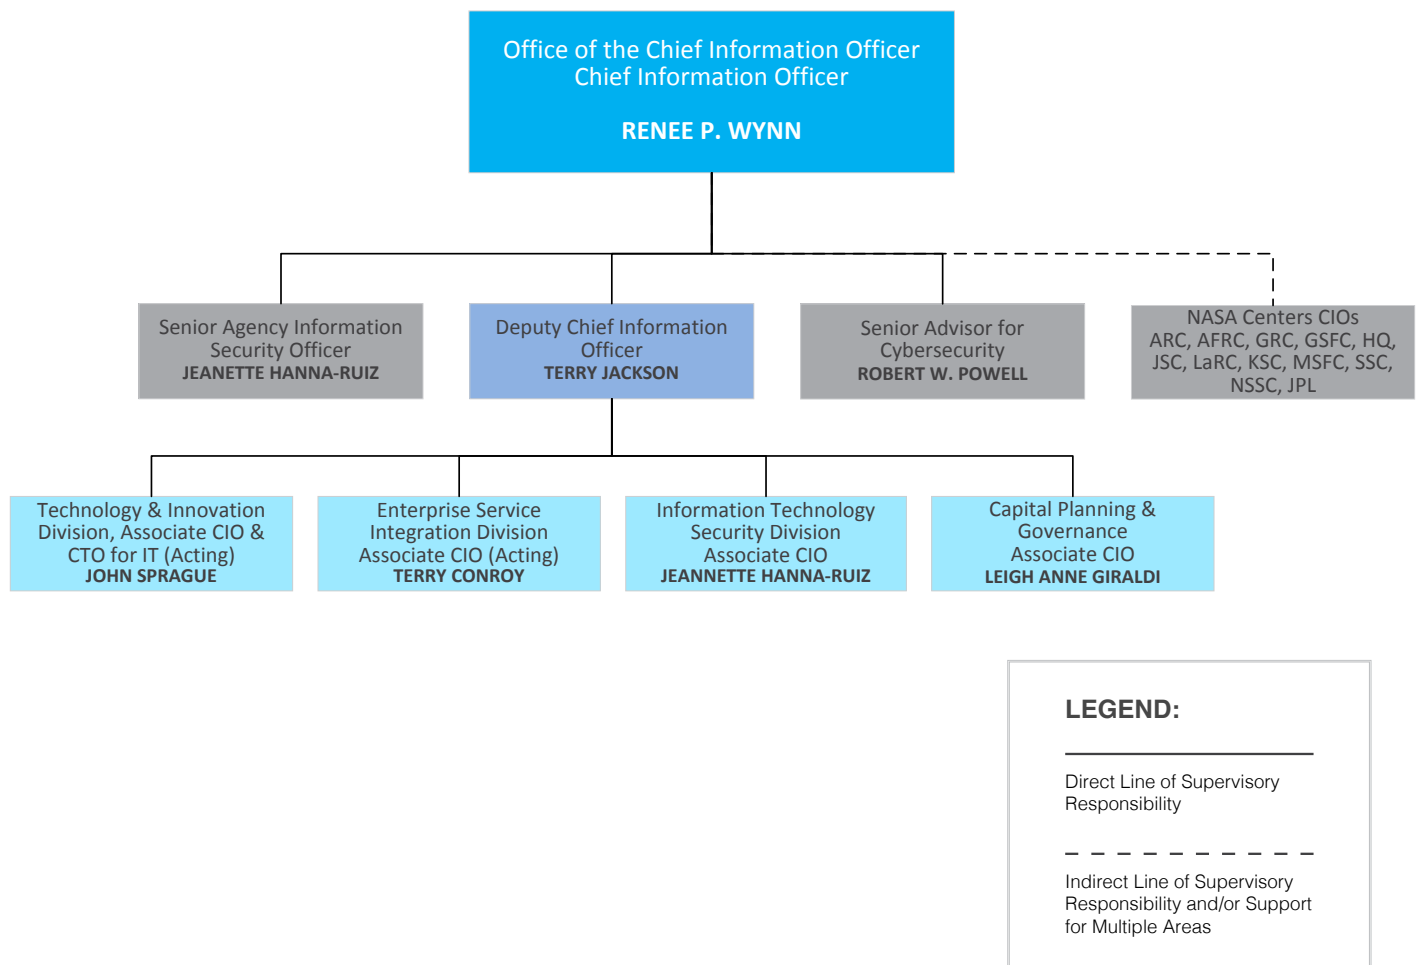 Office of the Chief Information Officer
Chief Information Officer
RENEE P. WYNN
Senior Agency Information
Security Officer
JEANETTE HANNA-RUIZ
Deputy Chief Information
Officer
TERRY JACKSON
Senior Advisor for
Cybersecurity
ROBERT W. POWELL
NASA Centers CIOs
ARC, AFRC, GRC, GSFC, HQ,
JSC, LaRC, KSC, MSFC, SSC,
NSSC, JPL
Technology & Innovation
Division, Associate CIO &
CTO for IT (Acting)
JOHN SPRAGUE
Enterprise Service
Integration Division
Associate CIO (Acting)
TERRY CONROY
Information Technology
Security Division
Associate CIO
JEANNETTE HANNA-RUIZ
Capital Planning &
Governance
Associate CIO
LEIGH ANNE GIRALDI
LEGEND:
Direct Line of Supervisory
Responsibility
Indirect Line of Supervisory
Responsibility and/or Support
for Multiple Areas